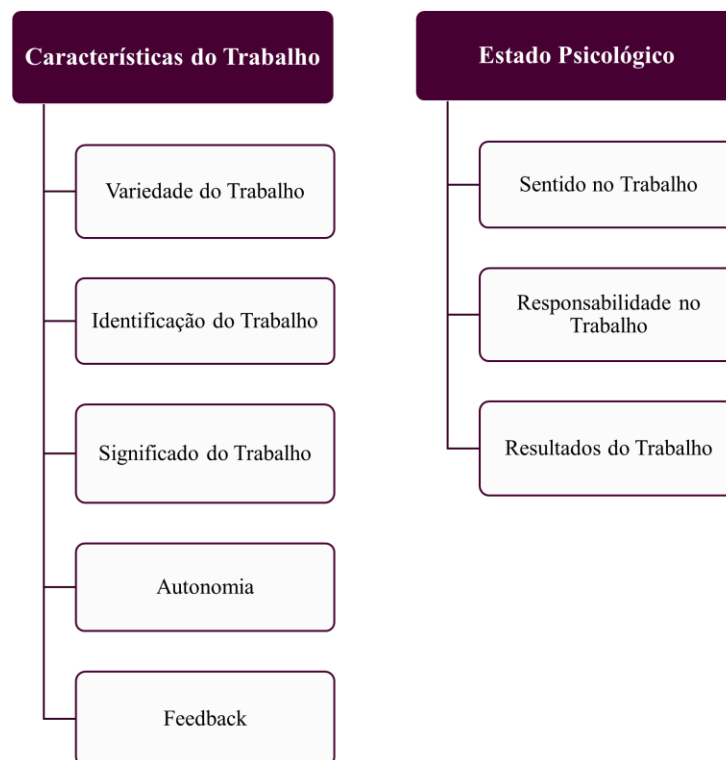 Características do Trabalho
Variedade do Trabalho
Identificação do Trabalho
Significado do Trabalho
Autonomia
Feedback
Estado Psicológico
Sentido no Trabalho
Responsabilidade no
Trabalho
Resultados do Trabalho